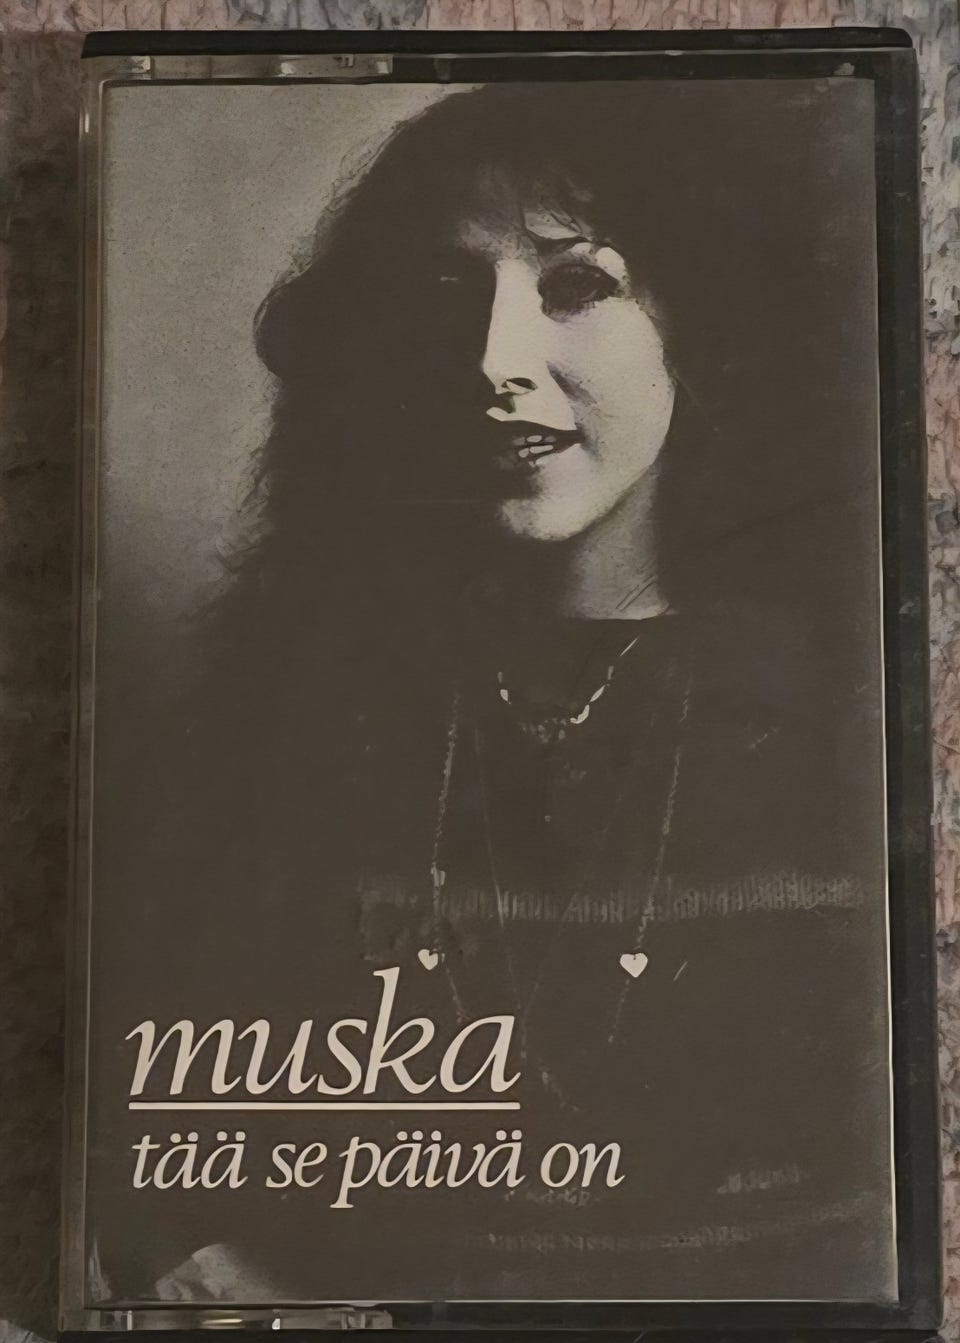 muska
tää se päivä on